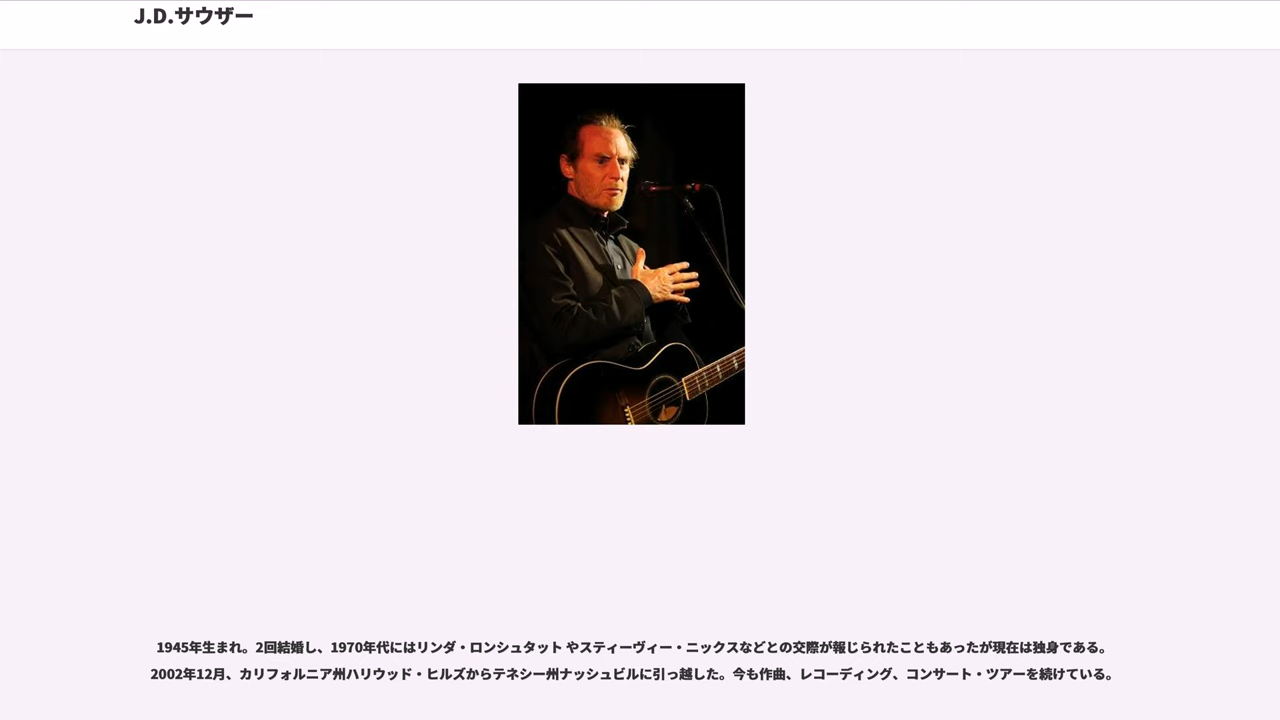 J.D.サウザー
1945年生まれ。2回結婚し、1970年代にはリンダ・ロンシュタット やスティーヴィー・ニックスなどとの交際が報じられたこともあったが現在は独身である。
2002年12月、カリフォルニア州ハリウッド・ヒルズからテネシー州ナッシュビルに引っ越した。今も作曲、レコーディング、コンサート・ツアーを続けている。